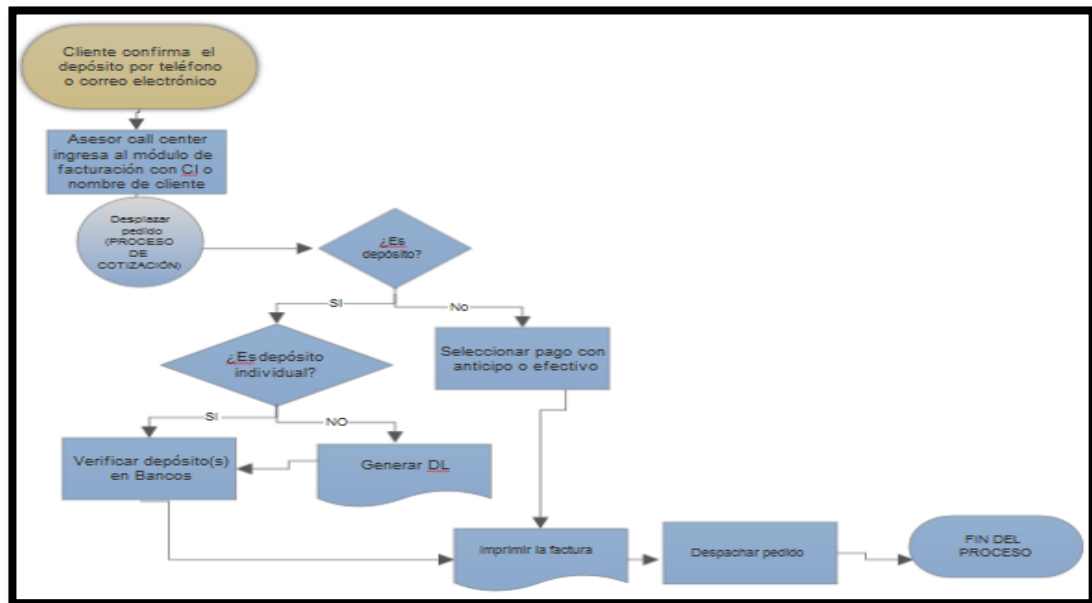 Cliente confirma el
depósito por teléfono
o correo electrónico
Asesor call center
ingresa al módulo de
facturación con CI o
nombre de cliente
Desplazar
pedido
(PROCESO
DE
COTIZACIÓN)
¿Es
depósito?
SI
No
¿Es depósito
individual?
Seleccionar pago con
anticipo o efectivo
SI
NO
Verificar depósito(s)
en Bancos
Generar DL
Imprimir la factura
Despachar pedido
FIN DEL
PROCESO